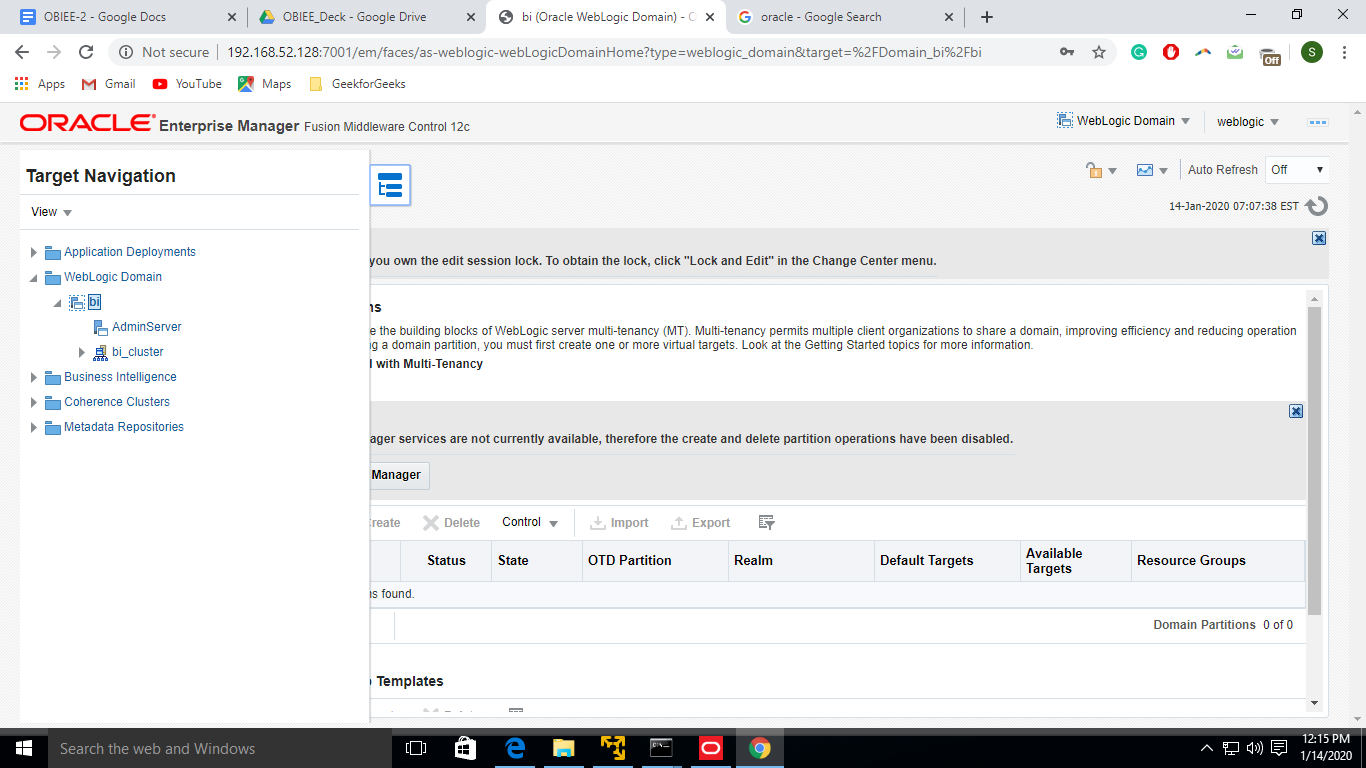 OBIEE-2 - Google Docs
OBIEE_Deck - Google Drive
bi (Oracle WebLogic Domain) -
oracle - Google Search
Not secure
192.168.52.128:7001/em/faces/as-weblogic-webLogicDomainHome?type=weblogic_domain&target=%2FDomain_bi%2Fbi
Off
S
Apps
Gmail
YouTube
Maps
GeekforGeeks
ORACLE® Enterprise Manager Fusion Middleware Control 12c
WebLogic Domain
weblogic
Target Navigation
View
Application Deployments
WebLogic Domain
bi
AdminServer
bi_cluster
Business Intelligence
Coherence Clusters
Metadata Repositories
Auto Refresh
Off
14-Jan-2020 07:07:38 EST
you own the edit session lock. To obtain the lock, click "Lock and Edit" in the Change Center menu.
ns
e the building blocks of WebLogic server multi-tenancy (MT). Multi-tenancy permits multiple client organizations to share a domain, improving efficiency and reducing operation
g a domain partition, you must first create one or more virtual targets. Look at the Getting Started topics for more information.
l with Multi-Tenancy
ager services are not currently available, therefore the create and delete partition operations have been disabled.
Manager
reate
Delete
Control
Import
Export
Status
State
OTD Partition
Realm
Default Targets
Available
Targets
Resource Groups
ns found.
Domain Partitions 0 of 0
Templates
Search the web and Windows
12:15 PM
1/14/2020